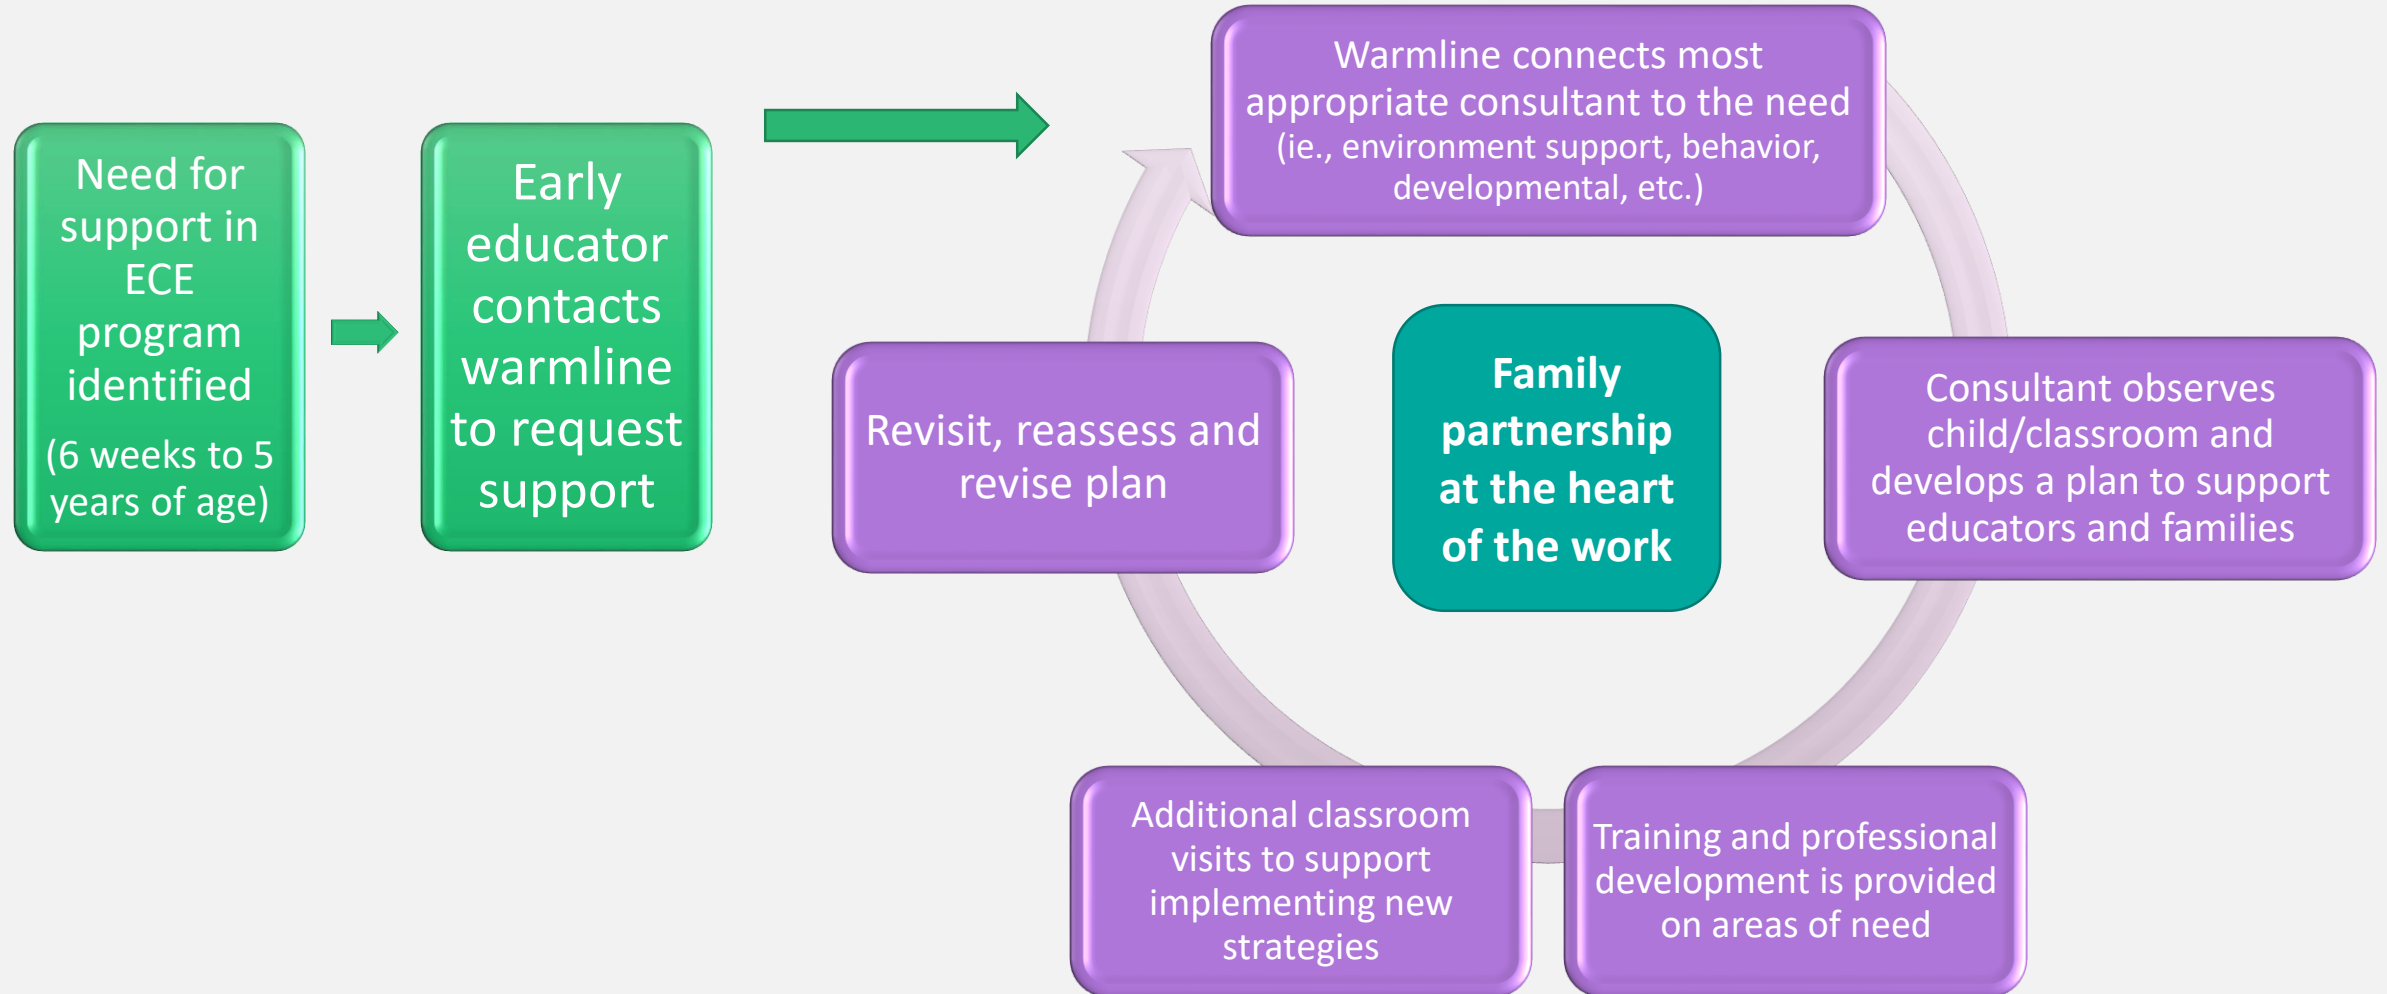 Need for
support in
ECE
program
identified
(6 weeks to 5
years of age)
Early
educator
contacts
warmline
to request
support
Warmline connects most
appropriate consultant to the need
(ie., environment support, behavior,
developmental, etc.)
Consultant observes
child/classroom and
develops a plan to support
educators and families
Training and professional
development is provided
on areas of need
Additional classroom
visits to support
implementing new
strategies
Revisit, reassess and
revise plan
Family
partnership
at the heart
of the work